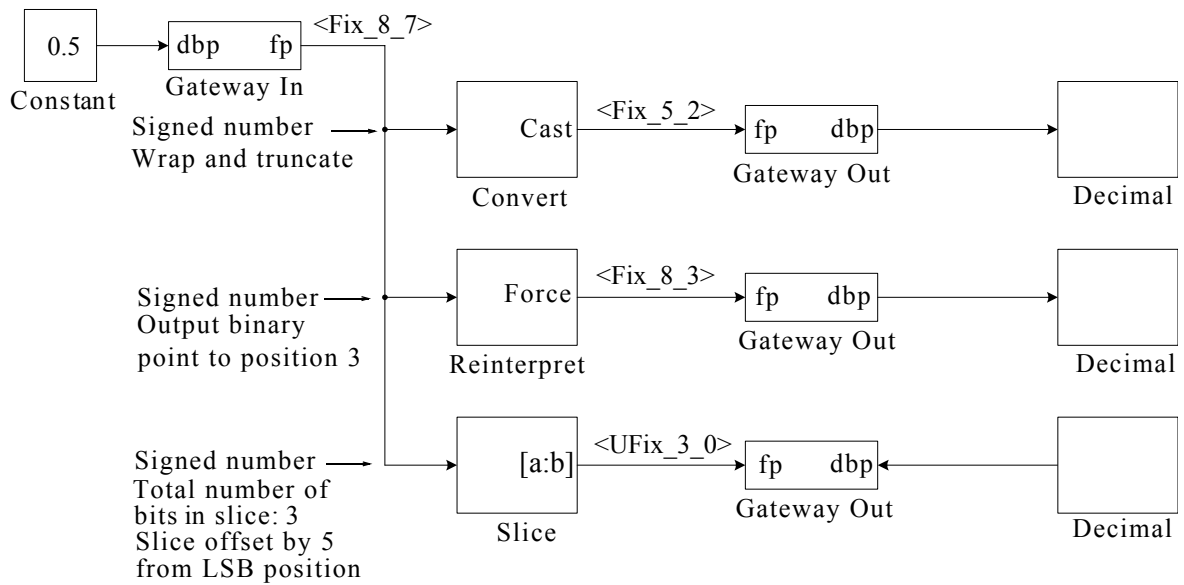 <Fix_8_7>
0.5
dbp fp
Constant
Gateway In
Signed number
Wrap and truncate
Cast
<Fix_5_2>
fp dbp
Convert
Gateway Out
Decimal
Signed number
Output binary
point to position 3
Force
<Fix_8_3>
fp dbp
Reinterpret
Gateway Out
Decimal
Signed number
Total number of
bits in slice: 3
Slice offset by 5
from LSB position
[a:b]
<UFix_3_0>
fp dbp
Slice
Gateway Out
Decimal